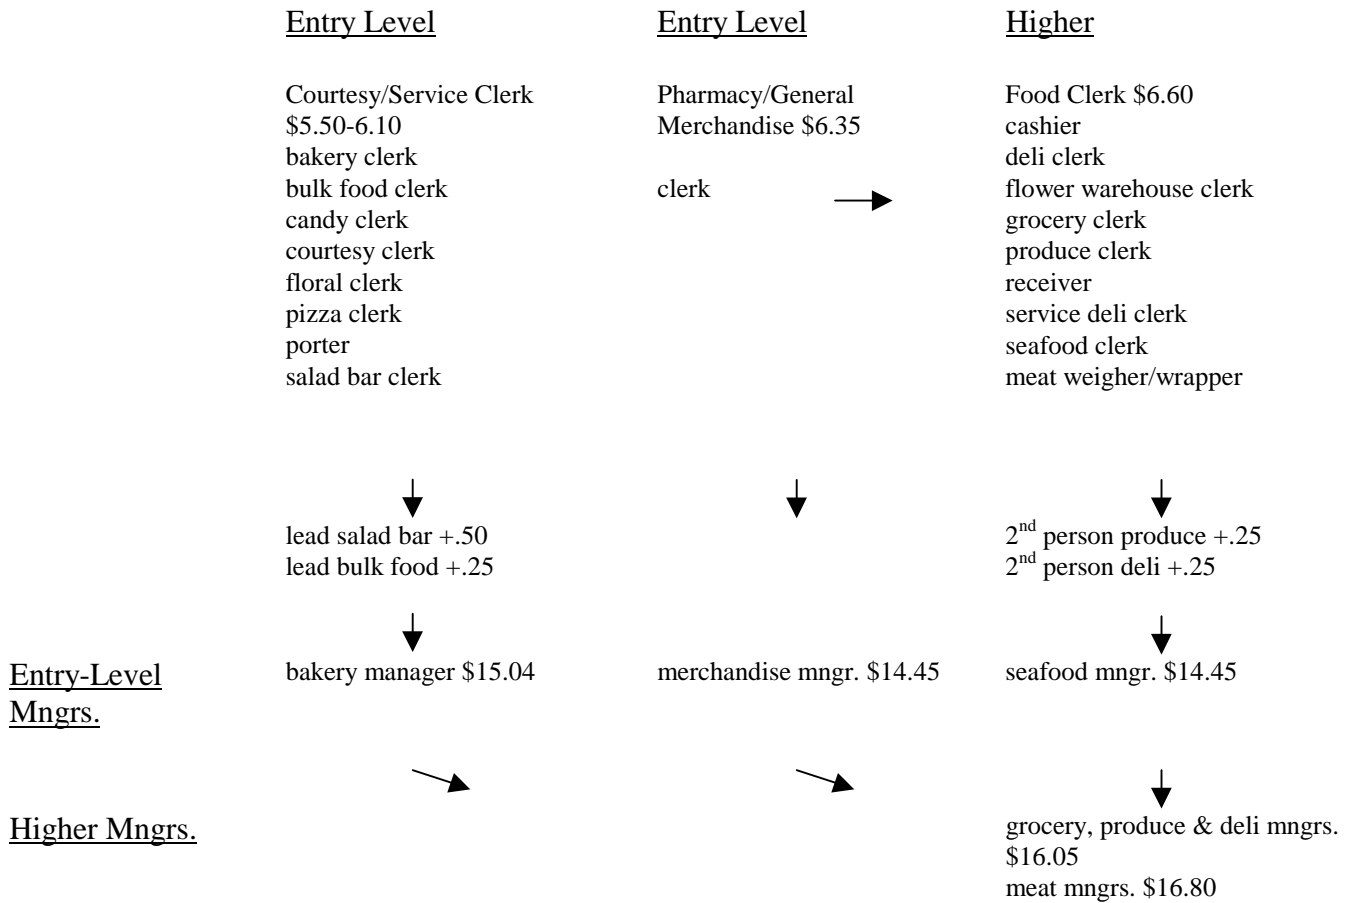 Entry Level
Entry Level
Higher
Courtesy/Service Clerk
$5.50-6.10
bakery clerk
bulk food clerk
candy clerk
courtesy clerk
floral clerk
pizza clerk
porter
salad bar clerk
Pharmacy/General
Merchandise $6.35
clerk
Food Clerk $6.60
cashier
deli clerk
flower warehouse clerk
grocery clerk
produce clerk
receiver
service deli clerk
seafood clerk
meat weigher/wrapper
lead salad bar +.50
lead bulk food +.25
2nd person produce +.25
2nd person deli +.25
Entry-Level
Mngrs.
bakery manager $15.04
merchandise mngr. $14.45
seafood mngr. $14.45
Higher Mngrs.
grocery, produce & deli mngrs.
$16.05
meat mngrs. $16.80